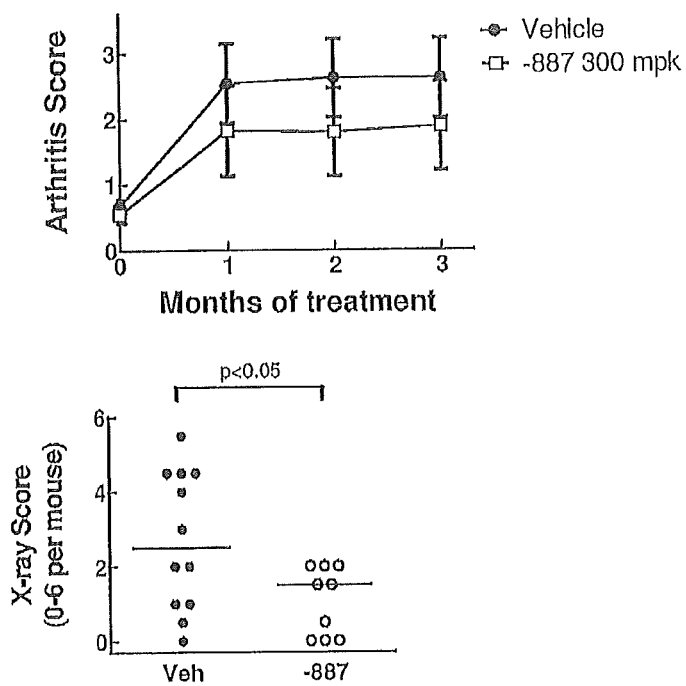 Vehicle
-887 300 mpk
Arthritis Score
3
2
1
0
0 1 2 3
Months of treatment
p<0.05
X-ray Score
(0-6 per mouse)
6
4
2
0
Veh -887